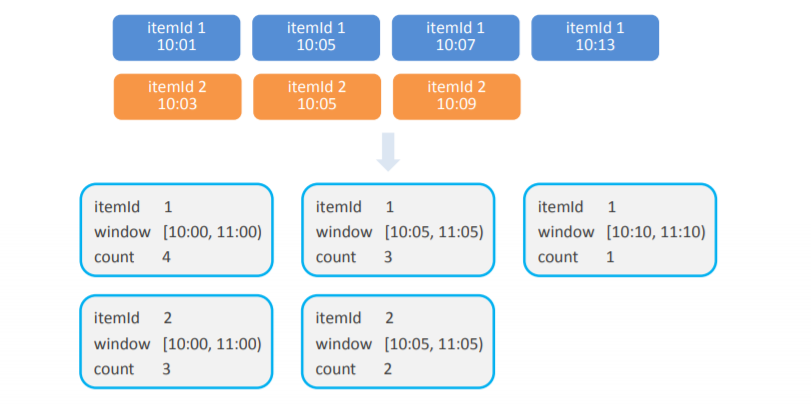 itemId 1
10:01
itemId 1
10:05
itemId 1
10:07
itemId 1
10:13
itemId 2
10:03
itemId 2
10:05
itemId 2
10:09
itemId 1
window [10:00, 11:00)
count 4
itemId 1
window [10:05, 11:05)
count 3
itemId 1
window [10:10, 11:10)
count 1
itemId 2
window [10:00, 11:00)
count 3
itemId 2
window [10:05, 11:05)
count 2